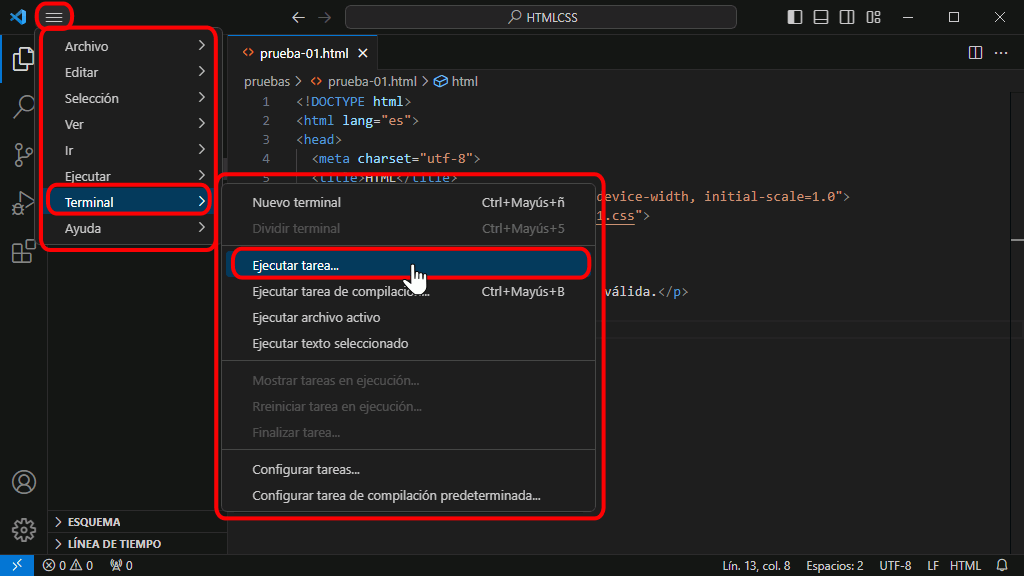 HTMLCSS
Archivo
Editar
Selección
Ver
Ir
Ejecutar
Terminal
Ayuda
prueba-01.html
pruebas > prueba-01.html > html
1 <!DOCTYPE html>
2 <html lang="es">
3 <head>
4 <meta charset="utf-8">
5 <title>HTML</title>
device-width, initial-scale=1.0">
1.css">
válida.</p>
Nuevo terminal Ctrl+Mayús+ñ
Dividir terminal Ctrl+Mayús+5
Ejecutar tarea...
Ejecutar tarea de compilación... Ctrl+Mayús+B
Ejecutar archivo activo
Ejecutar texto seleccionado
Mostrar tareas en ejecución...
Rreiniciar tarea en ejecución...
Finalizar tarea...
Configurar tareas...
Configurar tarea de compilación predeterminada...
ESQUEMA
LÍNEA DE TIEMPO
0 0 0 Lín. 13, col. 8 Espacios: 2 UTF-8 LF HTML